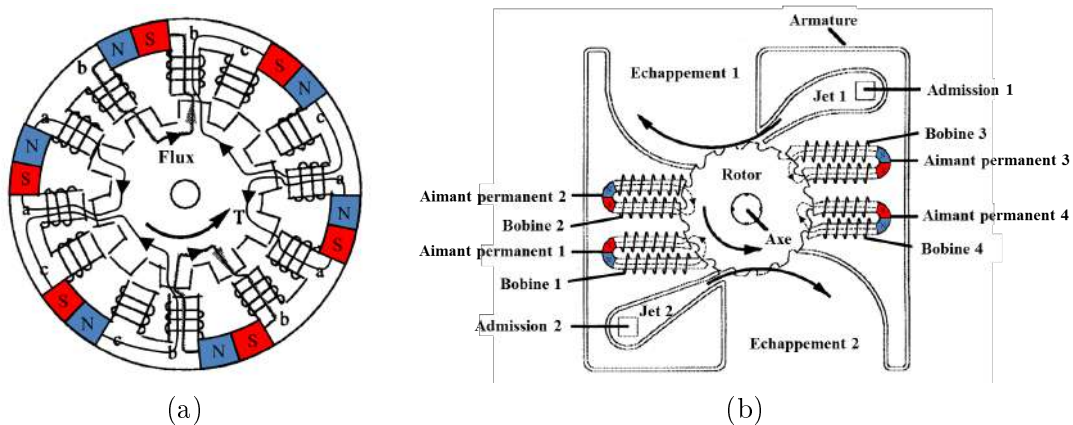 N S
b
c
S
N
b
a
c
N
S
Flux
a
T
a
N
S
a
c
S
N
b
c
b
N S
(a)
Armature
Echappement 1
Jet 1
Admission 1
Bobine 3
Aimant permanent 3
Rotor
Aimant permanent 2
Bobine 2
Aimant permanent 4
Axe
Aimant permanent 1
Bobine 4
Bobine 1
Jet 2
Admission 2
Echappement 2
(b)